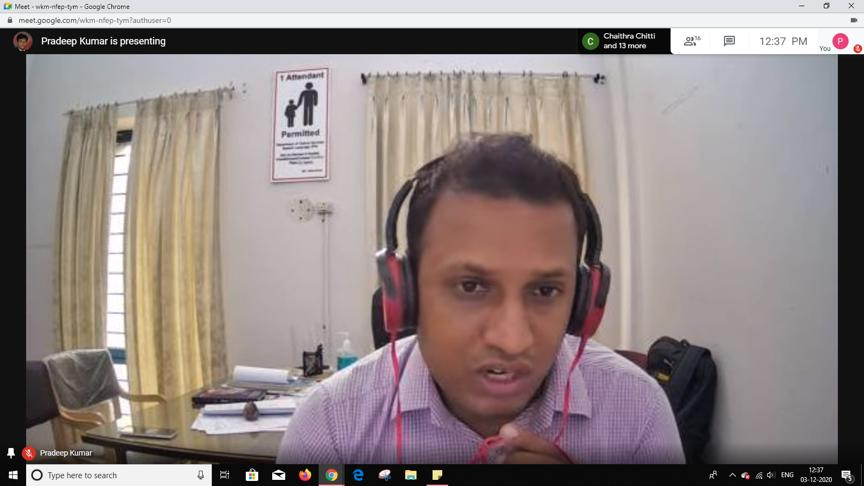 Meet - wkm-nfep-tym - Google Chrome
meet.google.com/wkm-nfep-tym?authuser=0
Pradeep Kumar is presenting
C
Chaithra Chitti
and 13 more
16
12:37 PM
You
P
1 Attendant
Permitted
Pradeep Kumar
Type here to search
ENG
12:37
03-12-2020